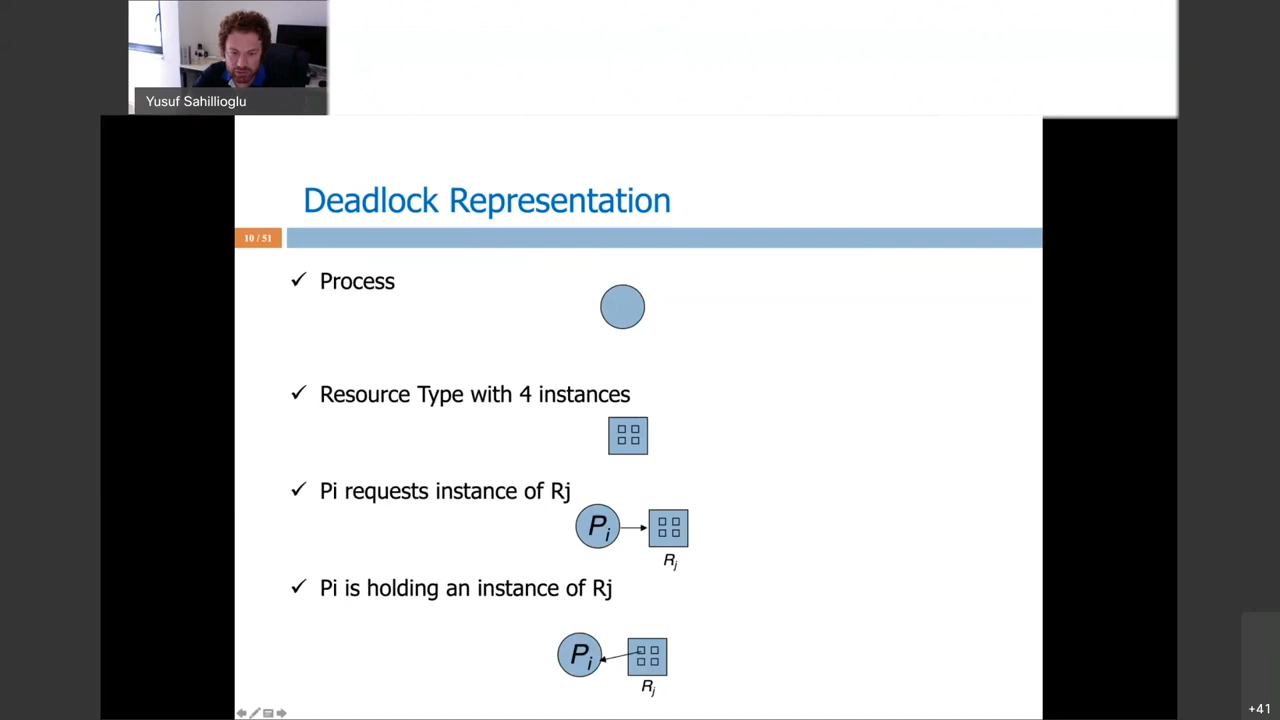 Yusuf Sahillioglu
Deadlock Representation
10 / 51
✓ Process
✓ Resource Type with 4 instances
✓ Pi requests instance of Rj
Pi
Rj
✓ Pi is holding an instance of Rj
Pi
Rj
+41